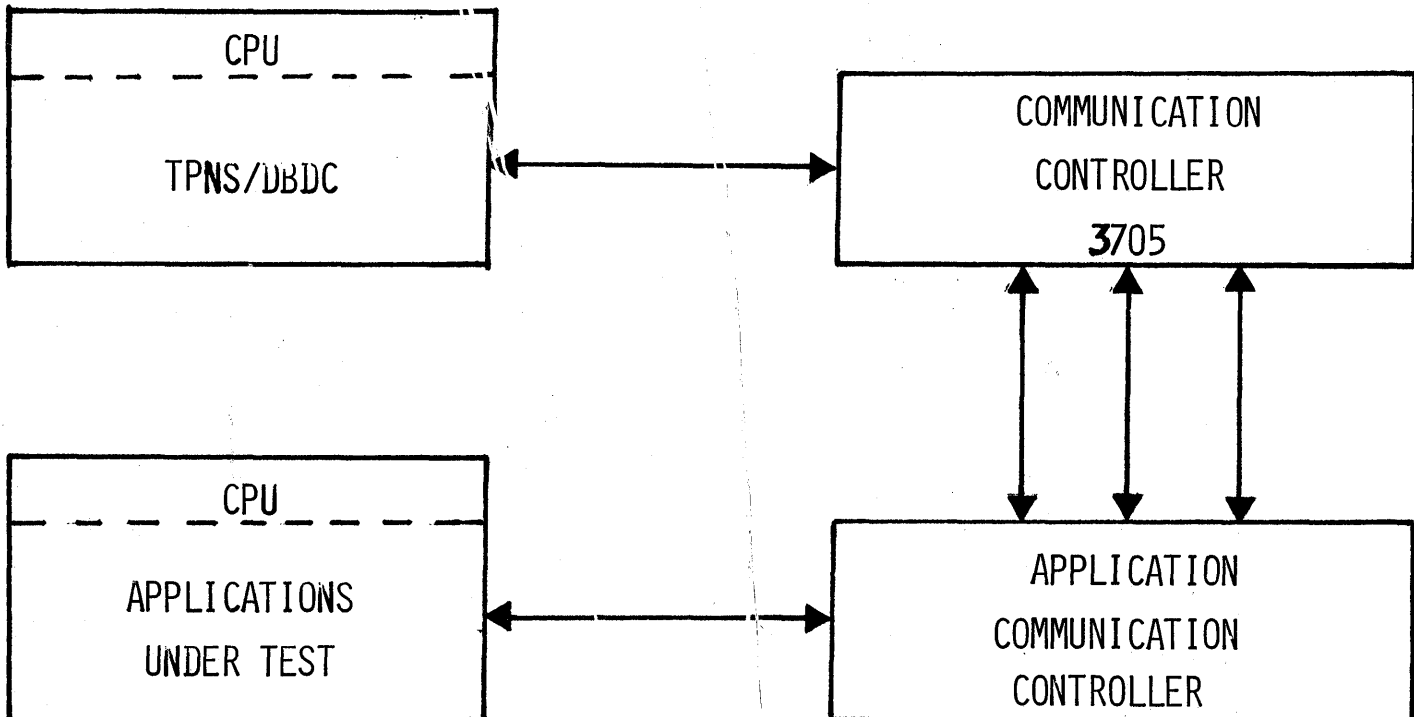 CPU
TPNS/DBDC
COMMUNICATION
CONTROLLER
3705
CPU
APPLICATIONS
UNDER TEST
APPLICATION
COMMUNICATION
CONTROLLER